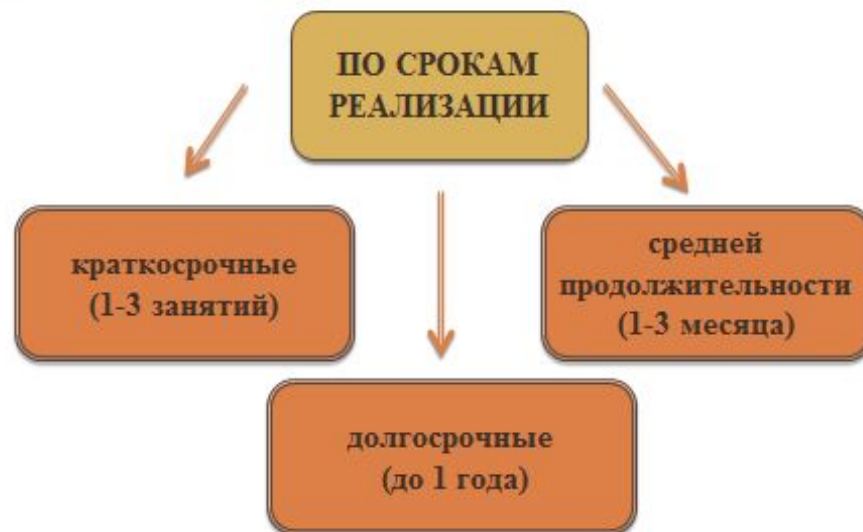 ПО СРОКАМ
РЕАЛИЗАЦИИ
краткосрочные
(1-3 занятий)
средней
продолжительности
(1-3 месяца)
долгосрочные
(до 1 года)